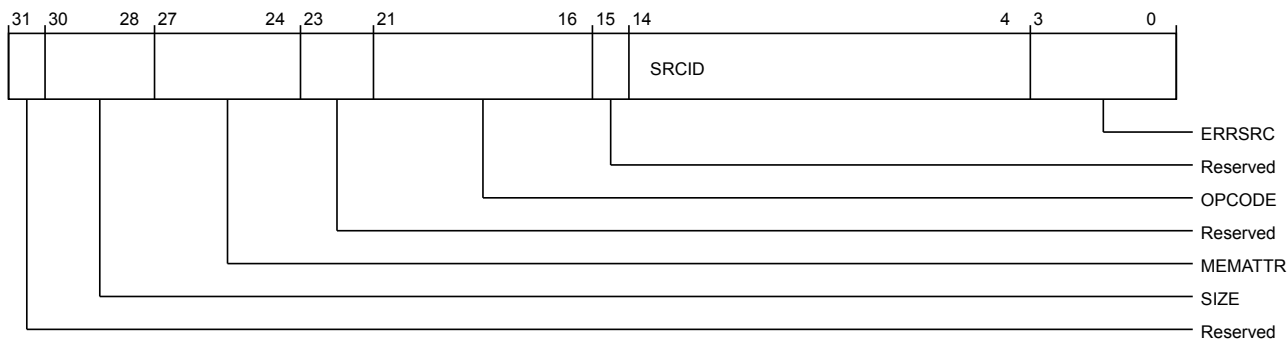 31 30 28 27 24 23 21 16 15 14 4 3 0
SRCID
ERRSRC
Reserved
OPCODE
Reserved
MEMATTR
SIZE
Reserved